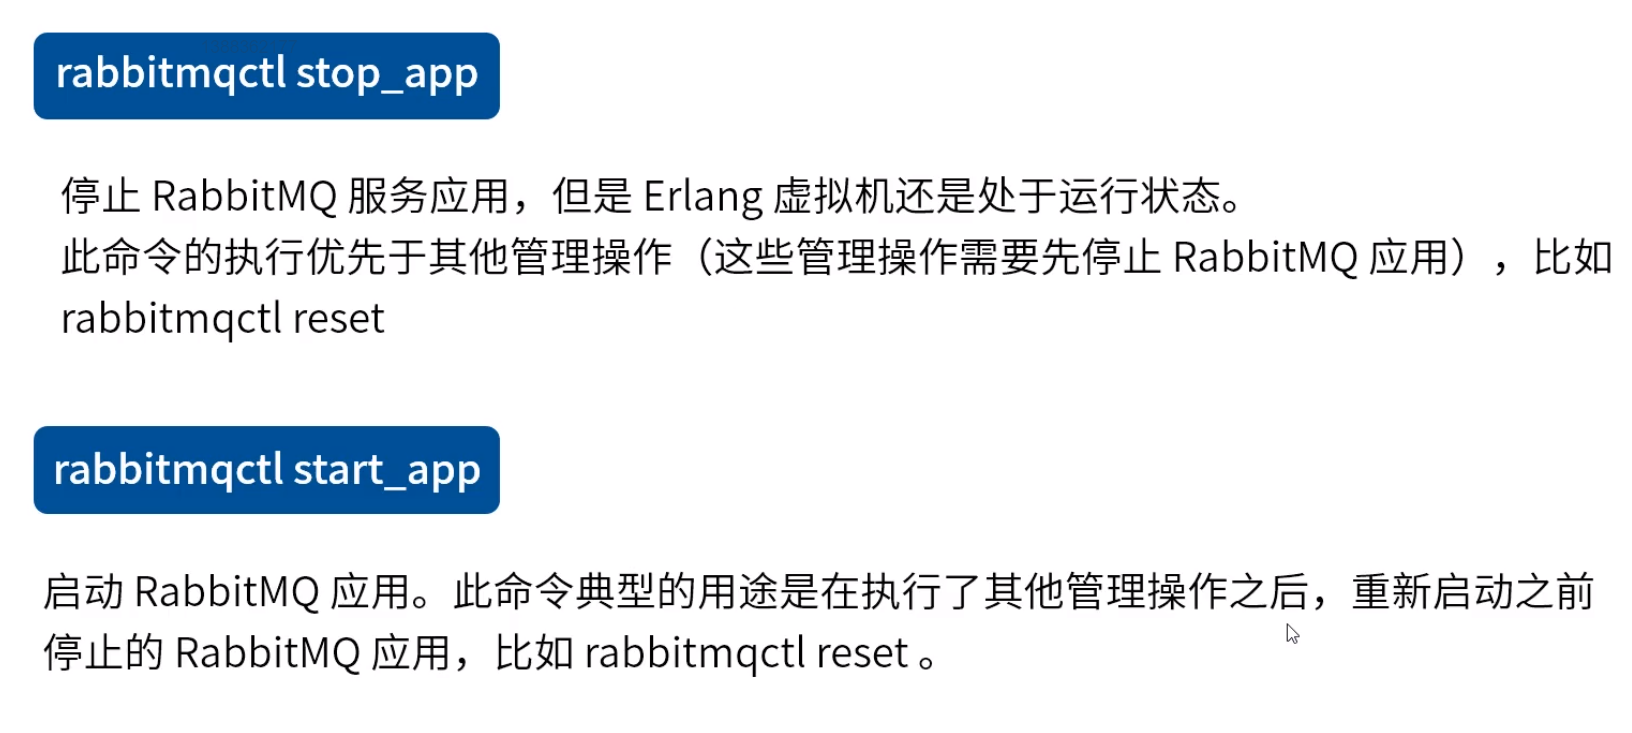 rabbitmqctl stop_app
停止 RabbitMQ 服务应用，但是 Erlang 虚拟机还是处于运行状态。
此命令的执行优先于其他管理操作（这些管理操作需要先停止 RabbitMQ 应用），比如
rabbitmqctl reset
rabbitmqctl start_app
启动 RabbitMQ 应用。此命令典型的用途是在执行了其他管理操作之后，重新启动之前
停止的 RabbitMQ 应用，比如 rabbitmqctl reset 。